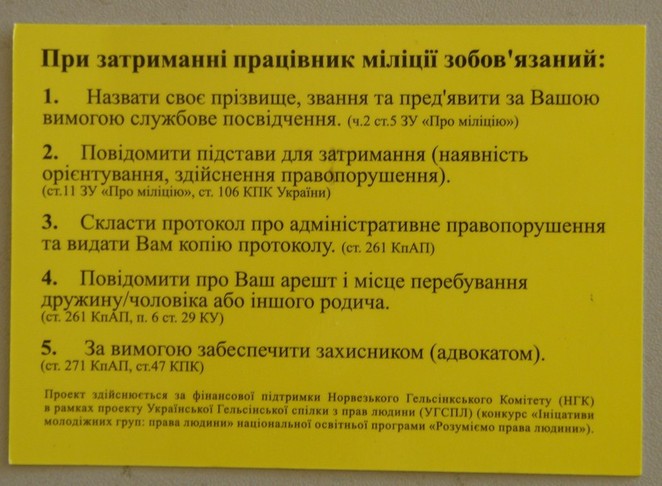 При затриманні працівник міліції зобов'язаний:
1. Назвати своє прізвище, звання та пред'явити за Вашою
вимогою службове посвідчення. (ч.2 ст.5 ЗУ «Про міліцію»)
2. Повідомити підстави для затримання (наявність
орієнтування, здійснення правопорушення).
(ст.11 ЗУ «Про міліцію», ст. 106 КПК України)
3. Скласти протокол про адміністративне правопорушення
та видати Вам копію протоколу. (ст. 261 КпАП)
4. Повідомити про Ваш арешт і місце перебування
дружину/чоловіка або іншого родича.
(ст. 261 КпАП, п. 6 ст. 29 КУ)
5. За вимогою забеспечити захисником (адвокатом).
(ст. 271 КпАП, ст.47 КПК)
Проект здійснюється за фінансової підтримки Норвезького Гельсінкського Комітету (НГК)
в рамках проекту Української Гельсінської спілки з прав людини (УГСПЛ) (конкурс «Ініціативи
молодіжних груп: права людини» національної освітньої програми «Розуміємо права людини»).